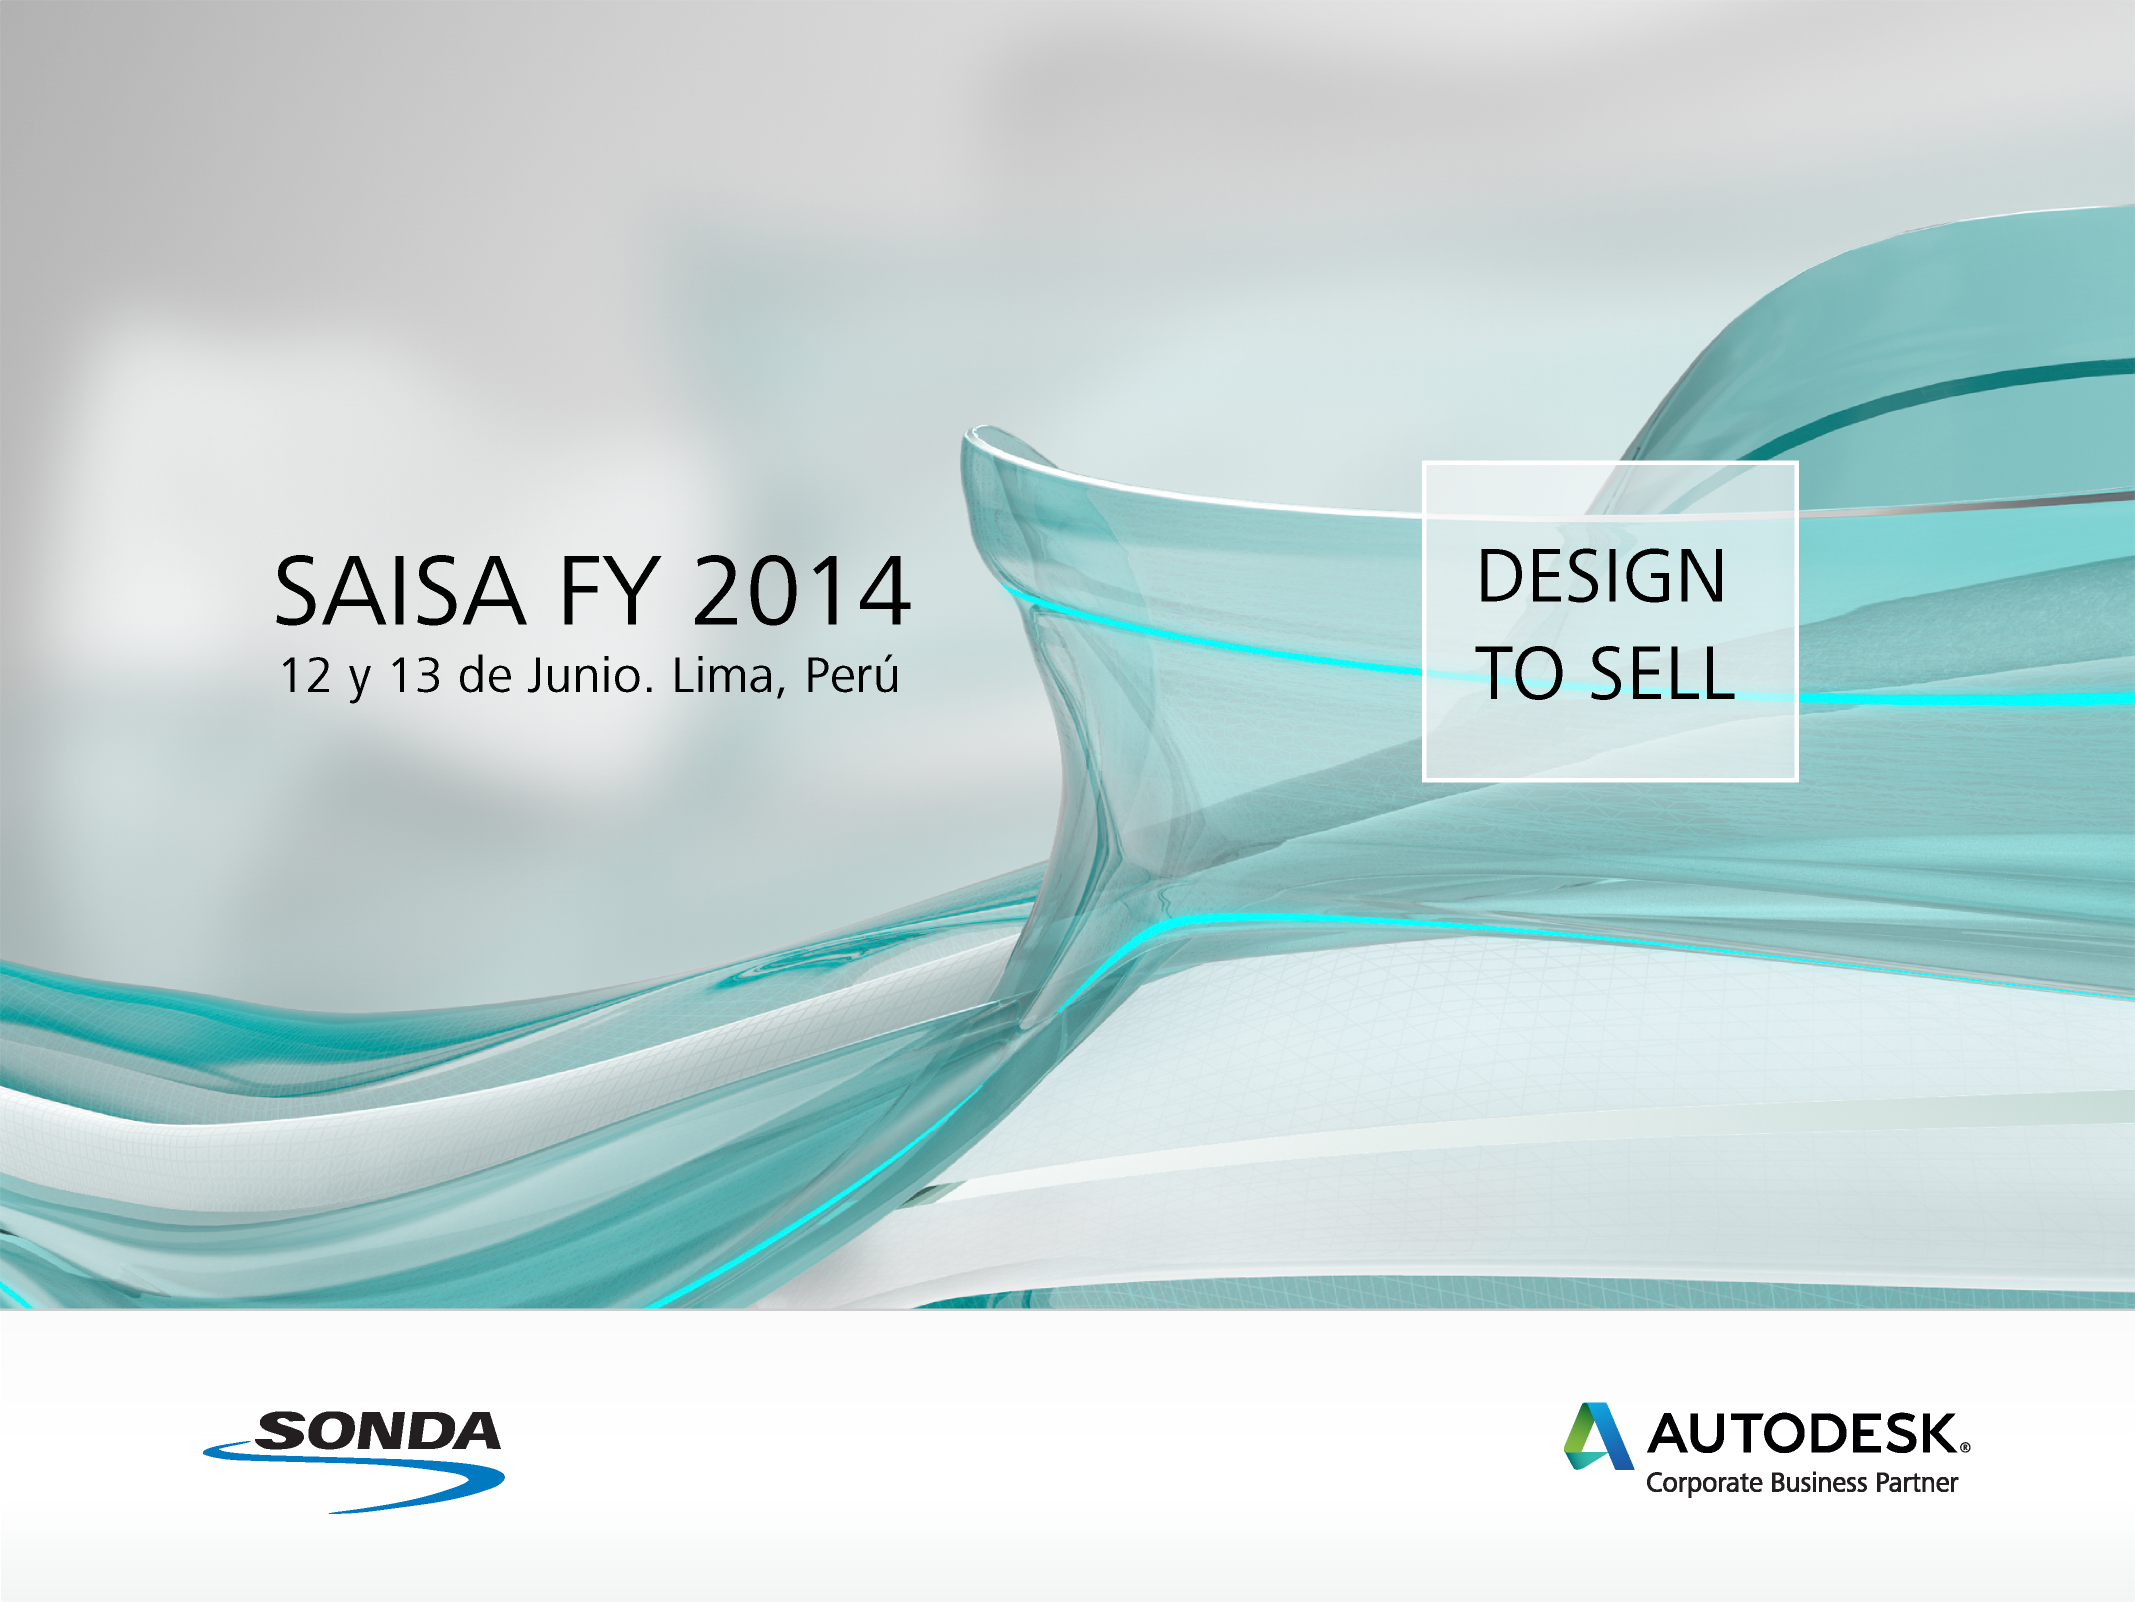 SAISA FY 2014
12 y 13 de Junio. Lima, Perú
DESIGN
TO SELL
SONDA
AUTODESK®
Corporate Business Partner